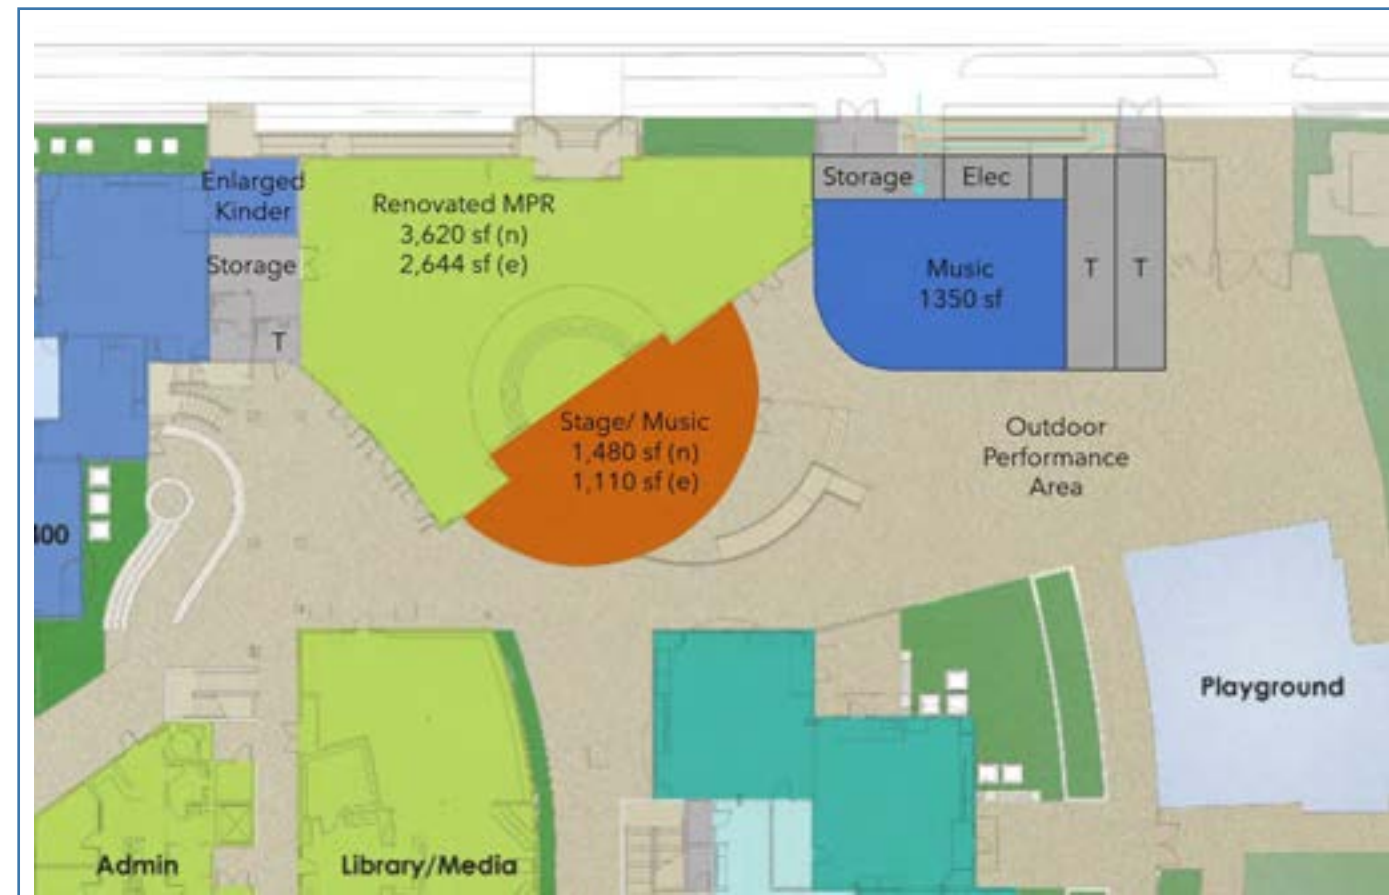 Enlarged
Kinder
Storage
T
Renovated MPR
3,620 sf (n)
2,644 sf (e)
Storage
Elec
Music
1350 sf
T
T
Stage/ Music
1,480 sf (n)
1,110 sf (e)
Outdoor
Performance
Area
400
Playground
Admin
Library/Media